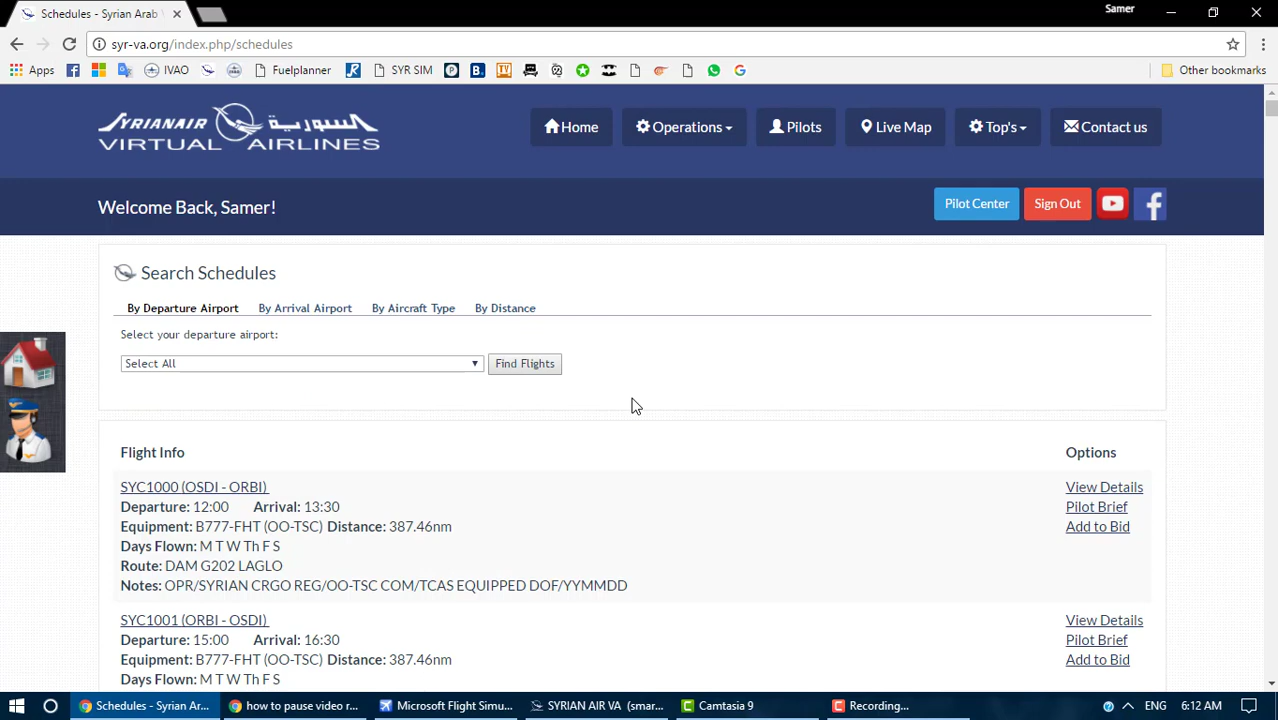 Schedules - Syrian Arab V
Samer
syr-va.org/index.php/schedules
Apps
IVAO
Fuelplanner
SYR SIM
Other bookmarks
SYRIANAIR السورية
VIRTUAL AIRLINES
Home
Operations
Pilots
Live Map
Top's
Contact us
Welcome Back, Samer!
Pilot Center
Sign Out
Search Schedules
By Departure Airport
By Arrival Airport
By Aircraft Type
By Distance
Select your departure airport:
Select All
Find Flights
Flight Info
Options
SYC1000 (OSDI - ORBI)
View Details
Departure: 12:00 Arrival: 13:30
Pilot Brief
Equipment: B777-FHT (OO-TSC) Distance: 387.46nm
Add to Bid
Days Flown: M T W Th F S
Route: DAM G202 LAGLO
Notes: OPR/SYRIAN CRGO REG/OO-TSC COM/TCAS EQUIPPED DOF/YYMMDD
SYC1001 (ORBI - OSDI)
View Details
Departure: 15:00 Arrival: 16:30
Pilot Brief
Equipment: B777-FHT (OO-TSC) Distance: 387.46nm
Add to Bid
Days Flown: M T W Th F S
Schedules - Syrian Ar...
how to pause video r...
Microsoft Flight Simu...
SYRIAN AIR VA (smar...
Camtasia 9
Recording...
6:12 AM